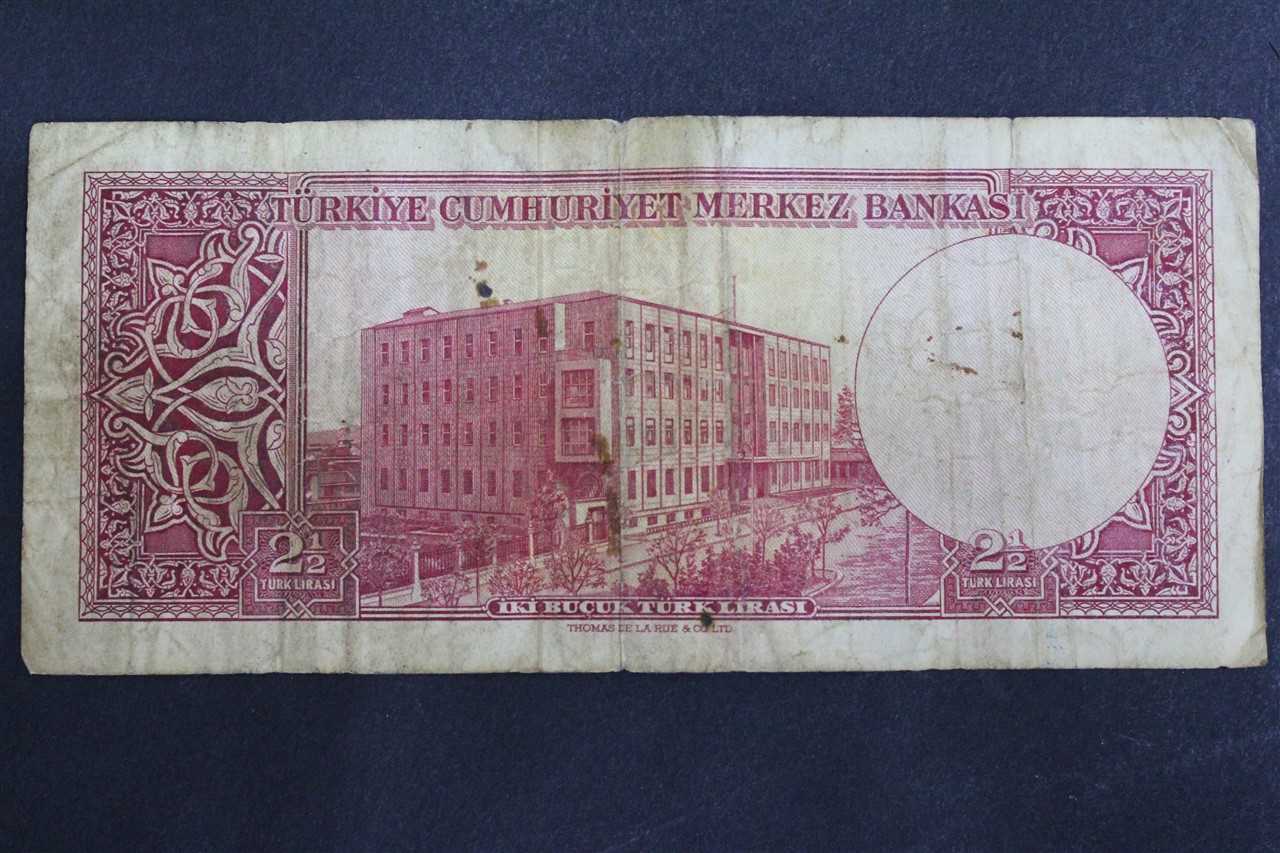 TÜRKİYE CUMHURİYET MERKEZ BANKASI
2½
TÜRK LİRASI
2½
TÜRK LİRASI
İKİ BUÇUK TÜRK LİRASI
THOMAS DE LA RUE & CO LTD